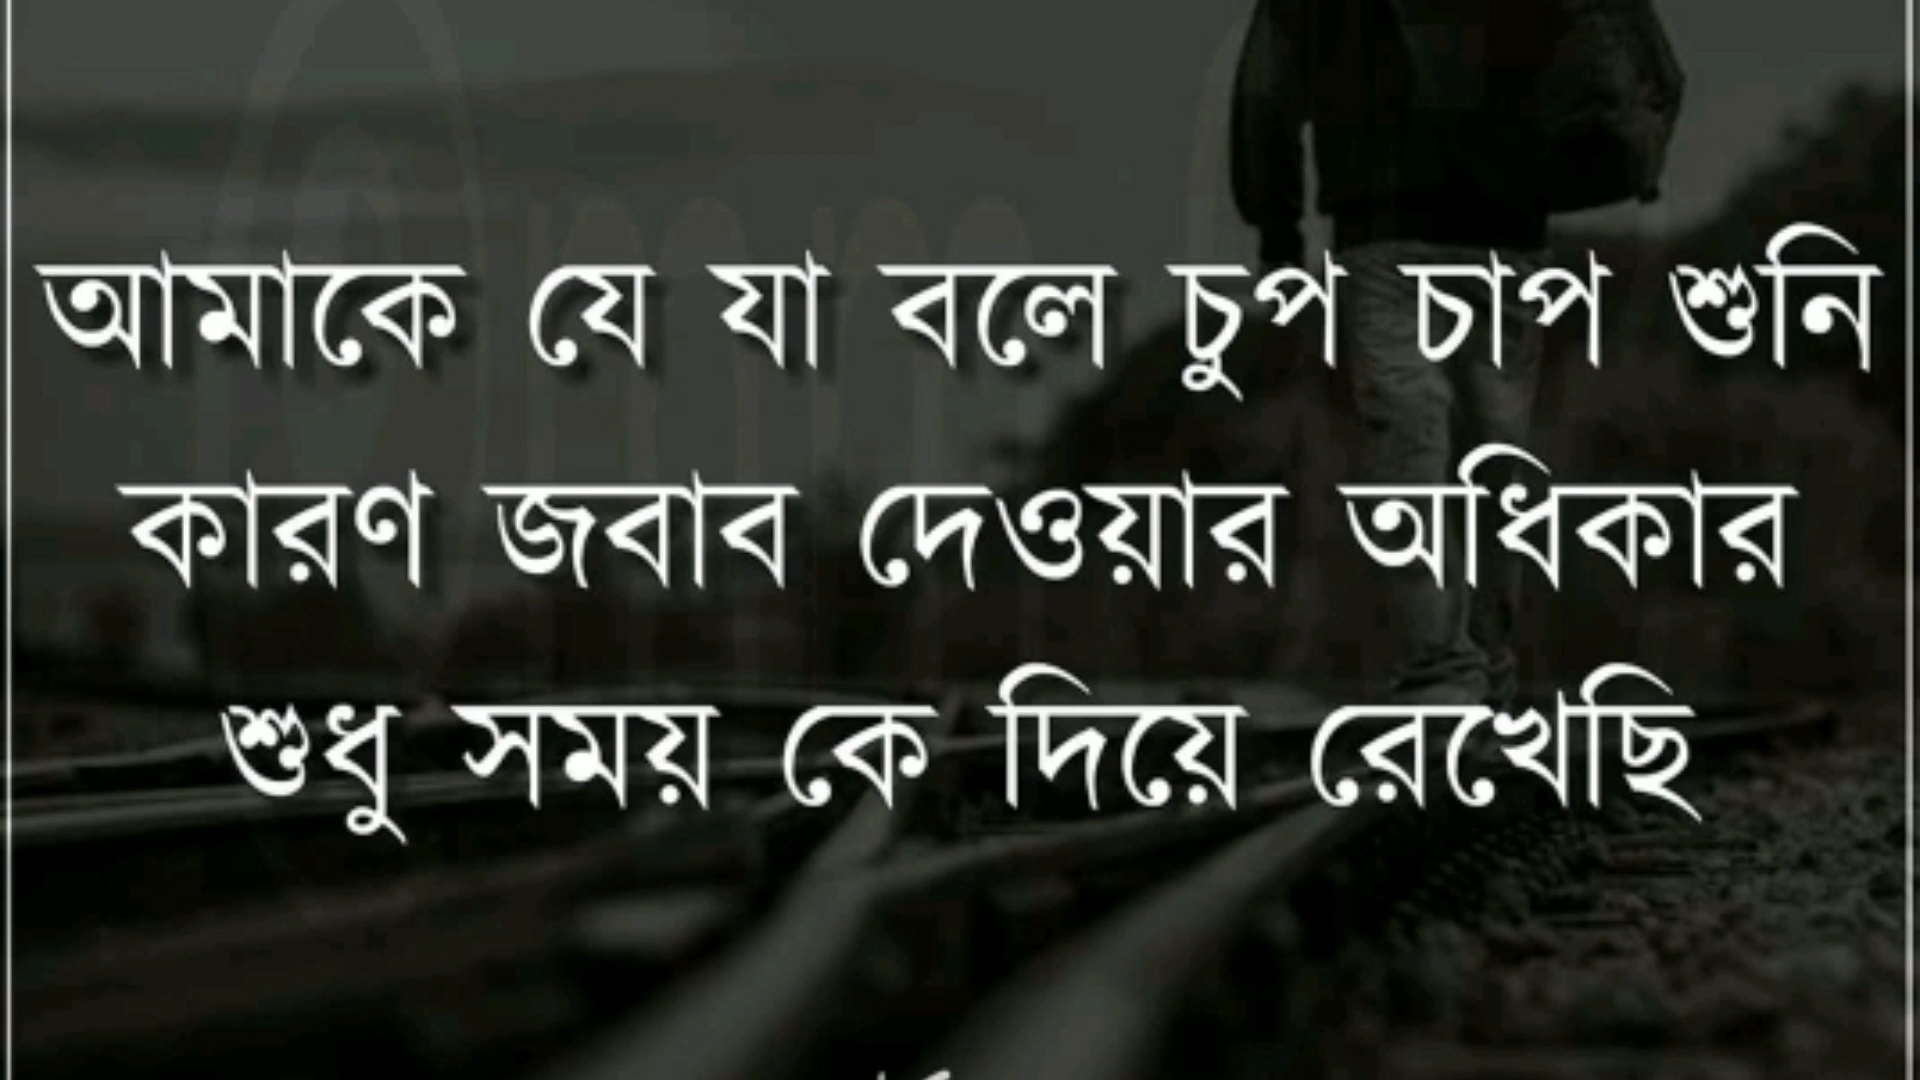 আমাকে যে যা বলে চুপ চাপ শুনি
কারণ জবাব দেওয়ার অধিকার
শুধু সময় কে দিয়ে রেখেছি